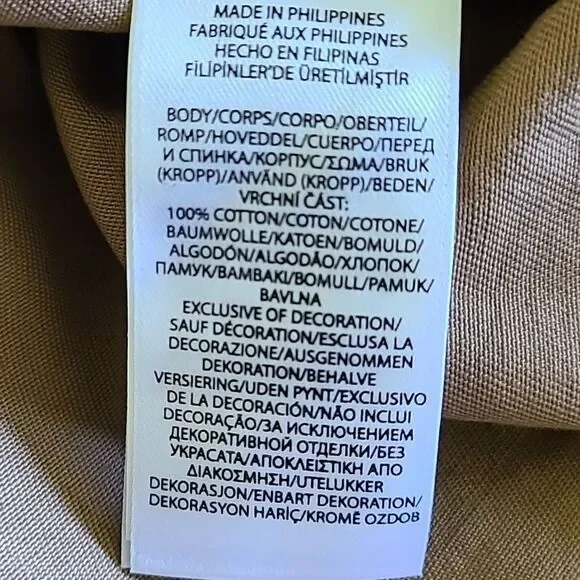 MADE IN PHILIPPINES
FABRIQUÉ AUX PHILIPPINES
HECHO EN FILIPINAS
FİLİPİNLER'DE ÜRETİLMİŞTİR
BODY/CORPS/CORPO/OBERTEIL/
ROMP/HOVEDDEL/CUERPO/ПЕРЕД
И СПИНКА/КОРПУС/ΣΩΜΑ/BRUK
(KROPP)/ANVÄND (KROPP)/BEDEN/
VRCHNÍ ČÁST:
100% COTTON/COTON/COTONE/
BAUMWOLLE/KATOEN/BOMULD/
ALGODÓN/ALGODÃO/ХЛОПОК/
ПАМУК/ΒΑΜΒΑΚΙ/BOMULL/PAMUK/
BAVLNA
EXCLUSIVE OF DECORATION/
SAUF DÉCORATION/ESCLUSA LA
DECORAZIONE/AUSGENOMMEN
DEKORATION/BEHALVE
VERSIERING/UDEN PYNT/EXCLUSIVO
DE LA DECORACIÓN/NÃO INCLUI
DECORAÇÃO/ЗА ИСКЛЮЧЕНИЕМ
ДЕКОРАТИВНОЙ ОТДЕЛКИ/БЕЗ
УКРАСАТА/ΑΠΟΚΛΕΙΣΤΙΚΗ ΑΠΟ
ΔΙΑΚΟΣΜΗΣΗ/UTELUKKER
DEKORASJON/ENBART DEKORATION/
DEKORASYON HARİÇ/KROMĚ OZDOB